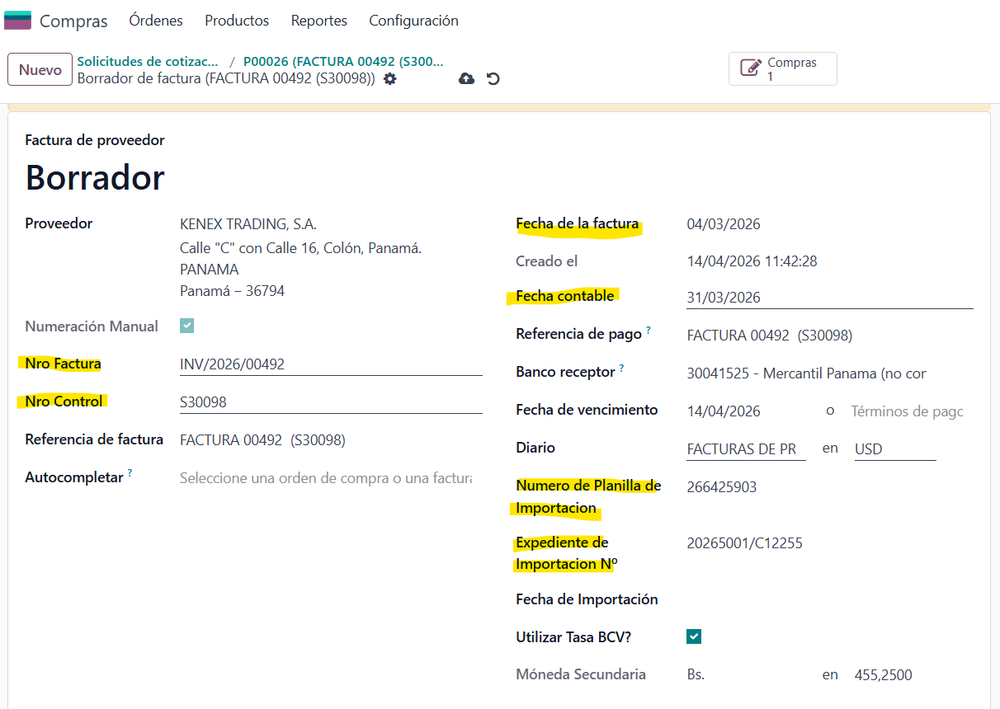 Compras Órdenes Productos Reportes Configuración
Nuevo
Solicitudes de cotizac... / P00026 (FACTURA 00492 (S300...
Borrador de factura (FACTURA 00492 (S30098))
Compras
1
Factura de proveedor
Borrador
Proveedor
KENEX TRADING, S.A.
Calle "C" con Calle 16, Colón, Panamá.
PANAMA
Panamá – 36794
Numeración Manual
Nro Factura INV/2026/00492
Nro Control S30098
Referencia de factura FACTURA 00492 (S30098)
Autocompletar ? Seleccione una orden de compra o una factura
Fecha de la factura 04/03/2026
Creado el 14/04/2026 11:42:28
Fecha contable 31/03/2026
Referencia de pago ? FACTURA 00492 (S30098)
Banco receptor ? 30041525 - Mercantil Panama (no cor
Fecha de vencimiento 14/04/2026 o Términos de pago
Diario FACTURAS DE PR en USD
Numero de Planilla de 266425903
Importacion
Expediente de 20265001/C12255
Importacion Nº
Fecha de Importación
Utilizar Tasa BCV?
Móneda Secundaria Bs. en 455,2500